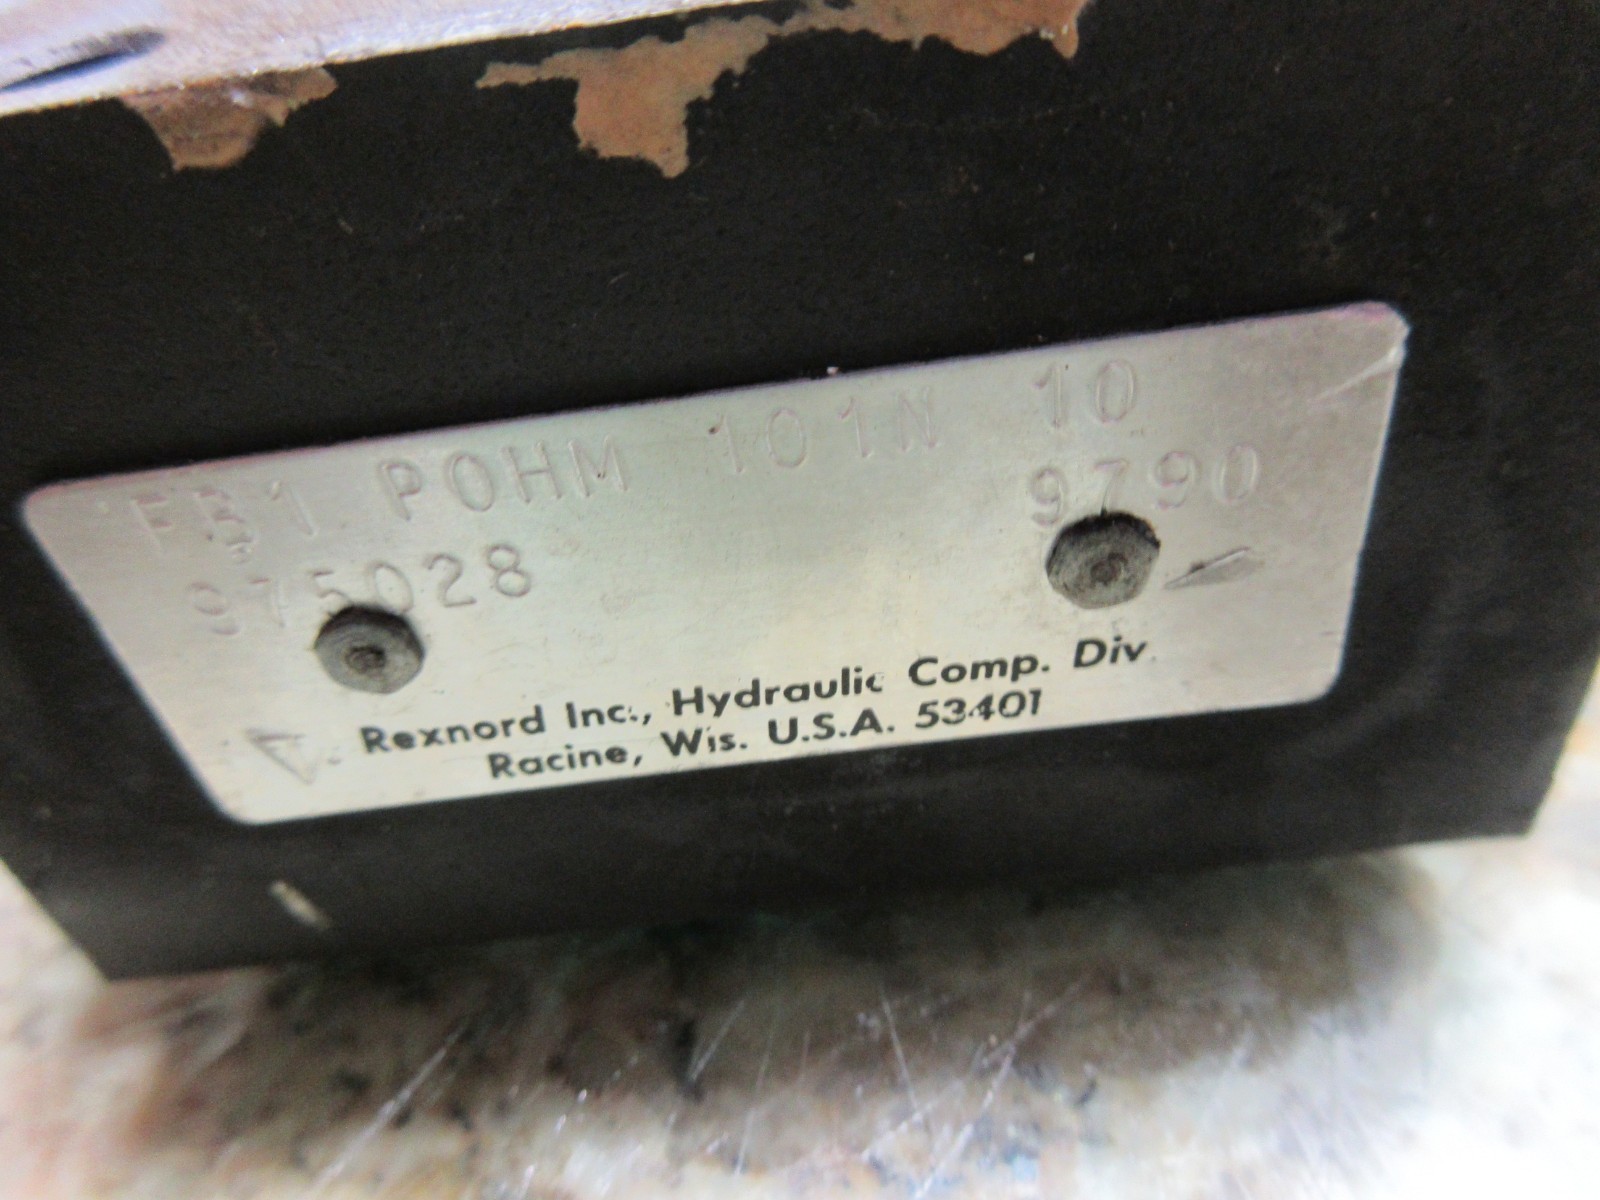 FB1 POHM 101N 10
975028 9790
Rexnord Inc., Hydraulic Comp. Div.
Racine, Wis. U.S.A. 53401